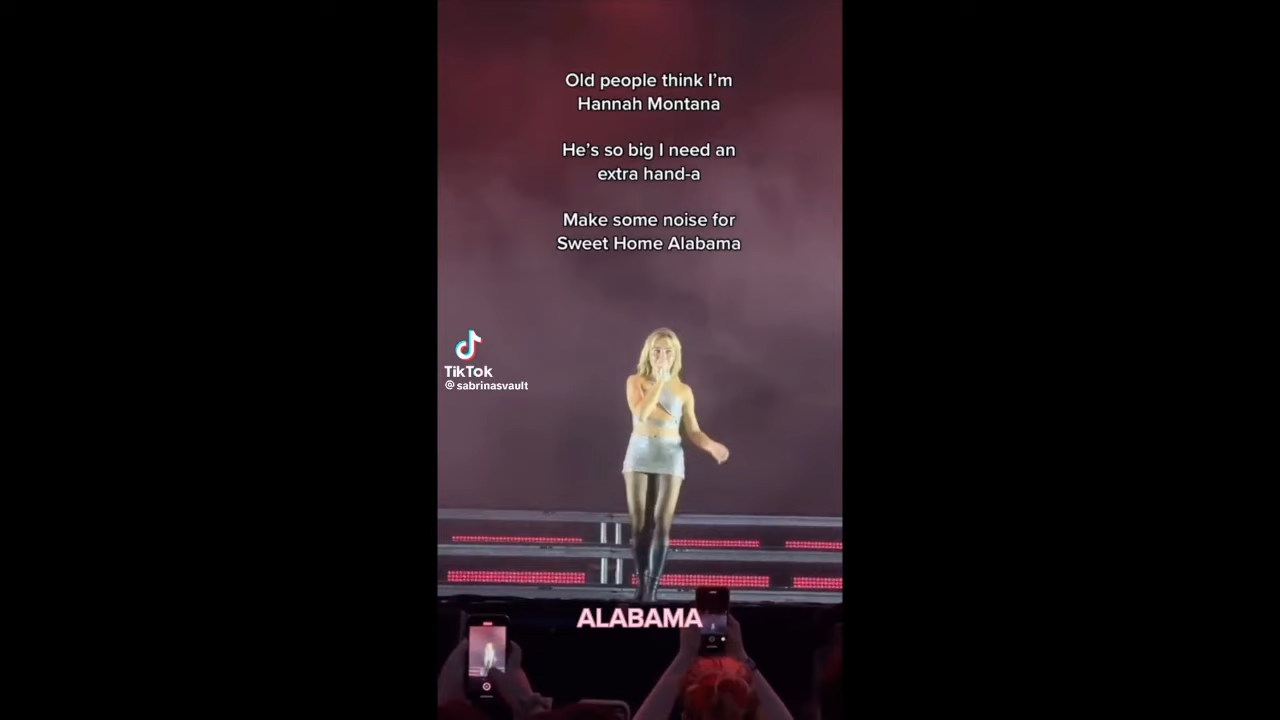 Old people think I'm
Hannah Montana
He's so big I need an
extra hand-a
Make some noise for
Sweet Home Alabama
TikTok
@sabrinasvault
ALABAMA